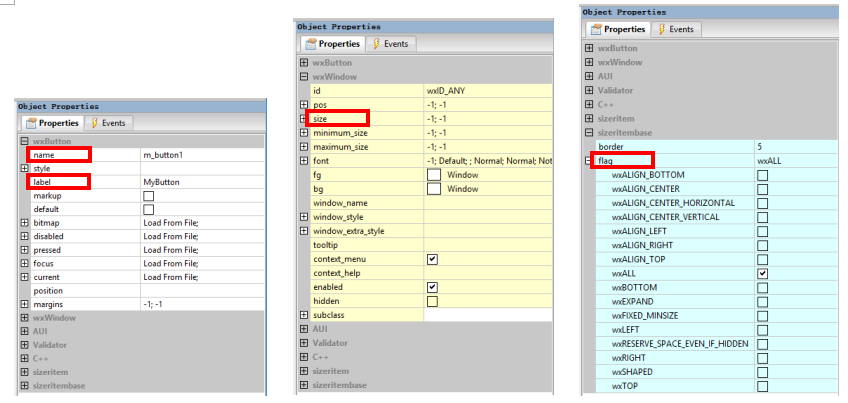 Object Properties
Properties Events
wxButton
name m_button1
style
label MyButton
markup
default
bitmap Load From File;
disabled Load From File;
pressed Load From File;
focus Load From File;
current Load From File;
position
margins -1; -1
wxWindow
AUI
Validator
C++
sizeritem
sizeritembase
Object Properties
Properties Events
wxButton
wxWindow
id wxID_ANY
pos -1; -1
size -1; -1
minimum_size -1; -1
maximum_size -1; -1
font -1; Default; ; Normal; Normal; Not
fg Window
bg Window
window_name
window_style
window_extra_style
tooltip
context_menu
context_help
enabled
hidden
subclass
AUI
Validator
C++
sizeritem
sizeritembase
Object Properties
Properties Events
wxButton
wxWindow
AUI
Validator
C++
sizeritem
sizeritembase
border 5
flag wxALL
wxALIGN_BOTTOM
wxALIGN_CENTER
wxALIGN_CENTER_HORIZONTAL
wxALIGN_CENTER_VERTICAL
wxALIGN_LEFT
wxALIGN_RIGHT
wxALIGN_TOP
wxALL
wxBOTTOM
wxEXPAND
wxFIXED_MINSIZE
wxLEFT
wxRESERVE_SPACE_EVEN_IF_HIDDEN
wxRIGHT
wxSHAPED
wxTOP